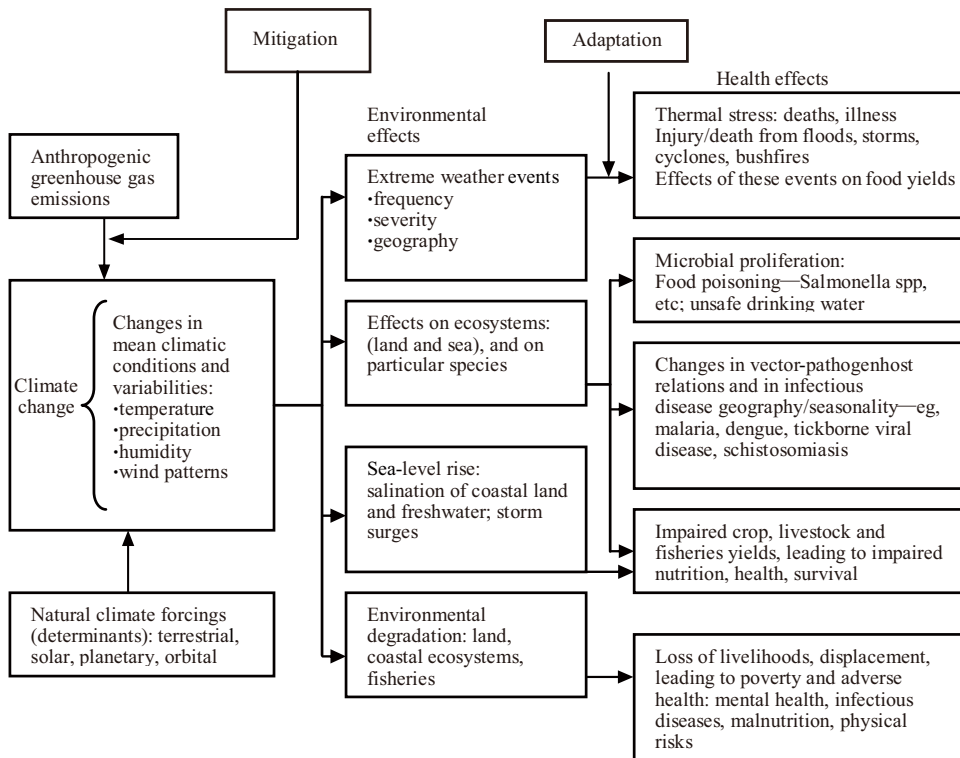 Mitigation
Adaptation
Health effects
Environmental
effects
Anthropogenic
greenhouse gas
emissions
Climate
change
Changes in
mean climatic
conditions and
variabilities:
•temperature
•precipitation
•humidity
•wind patterns
Natural climate forcings
(determinants): terrestrial,
solar, planetary, orbital
Extreme weather events
•frequency
•severity
•geography
Effects on ecosystems:
(land and sea), and on
particular species
Sea-level rise:
salination of coastal land
and freshwater; storm
surges
Environmental
degradation: land,
coastal ecosystems,
fisheries
Thermal stress: deaths, illness
Injury/death from floods, storms,
cyclones, bushfires
Effects of these events on food yields
Microbial proliferation:
Food poisoning—Salmonella spp,
etc; unsafe drinking water
Changes in vector-pathogenhost
relations and in infectious
disease geography/seasonality—eg,
malaria, dengue, tickborne viral
disease, schistosomiasis
Impaired crop, livestock and
fisheries yields, leading to impaired
nutrition, health, survival
Loss of livelihoods, displacement,
leading to poverty and adverse
health: mental health, infectious
diseases, malnutrition, physical
risks